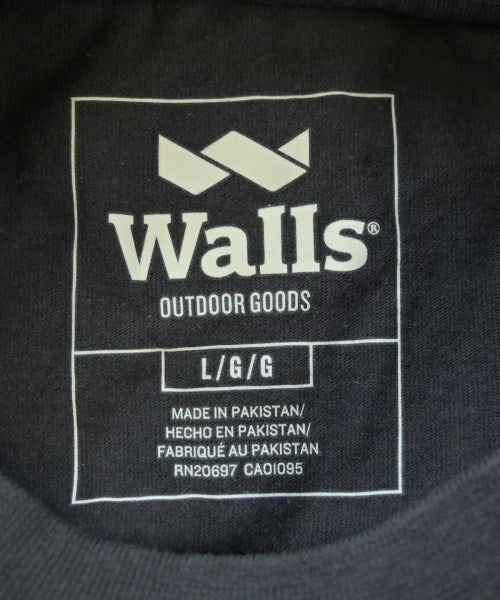 Walls®
OUTDOOR GOODS
L/G/G
MADE IN PAKISTAN/
HECHO EN PAKISTAN/
FABRIQUÉ AU PAKISTAN
RN20697 CA01095